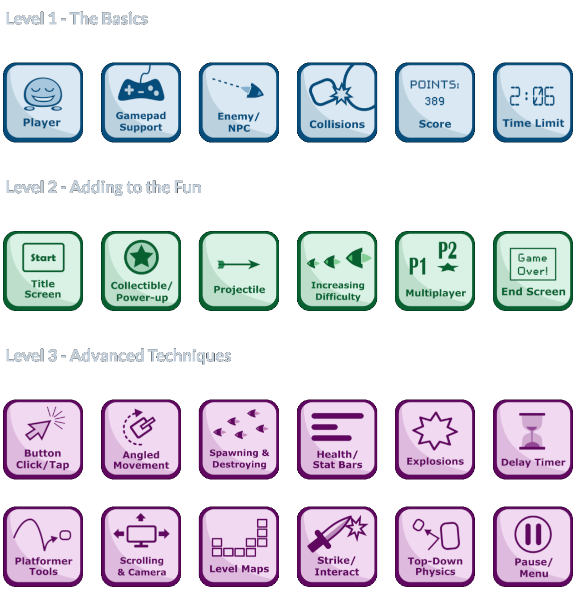 Level 1 - The Basics
Player
Gamepad
Support
Enemy/
NPC
Collisions
POINTS:
389
Score
2:06
Time Limit
Level 2 - Adding to the Fun
Start
Title
Screen
Collectible/
Power-up
Projectile
Increasing
Difficulty
P1
P2
Multiplayer
Game
Over!
End Screen
Level 3 - Advanced Techniques
Button
Click/Tap
Angled
Movement
Spawning &
Destroying
Health/
Stat Bars
Explosions
Delay Timer
Platformer
Tools
Scrolling
& Camera
Level Maps
Strike/
Interact
Top-Down
Physics
Pause/
Menu